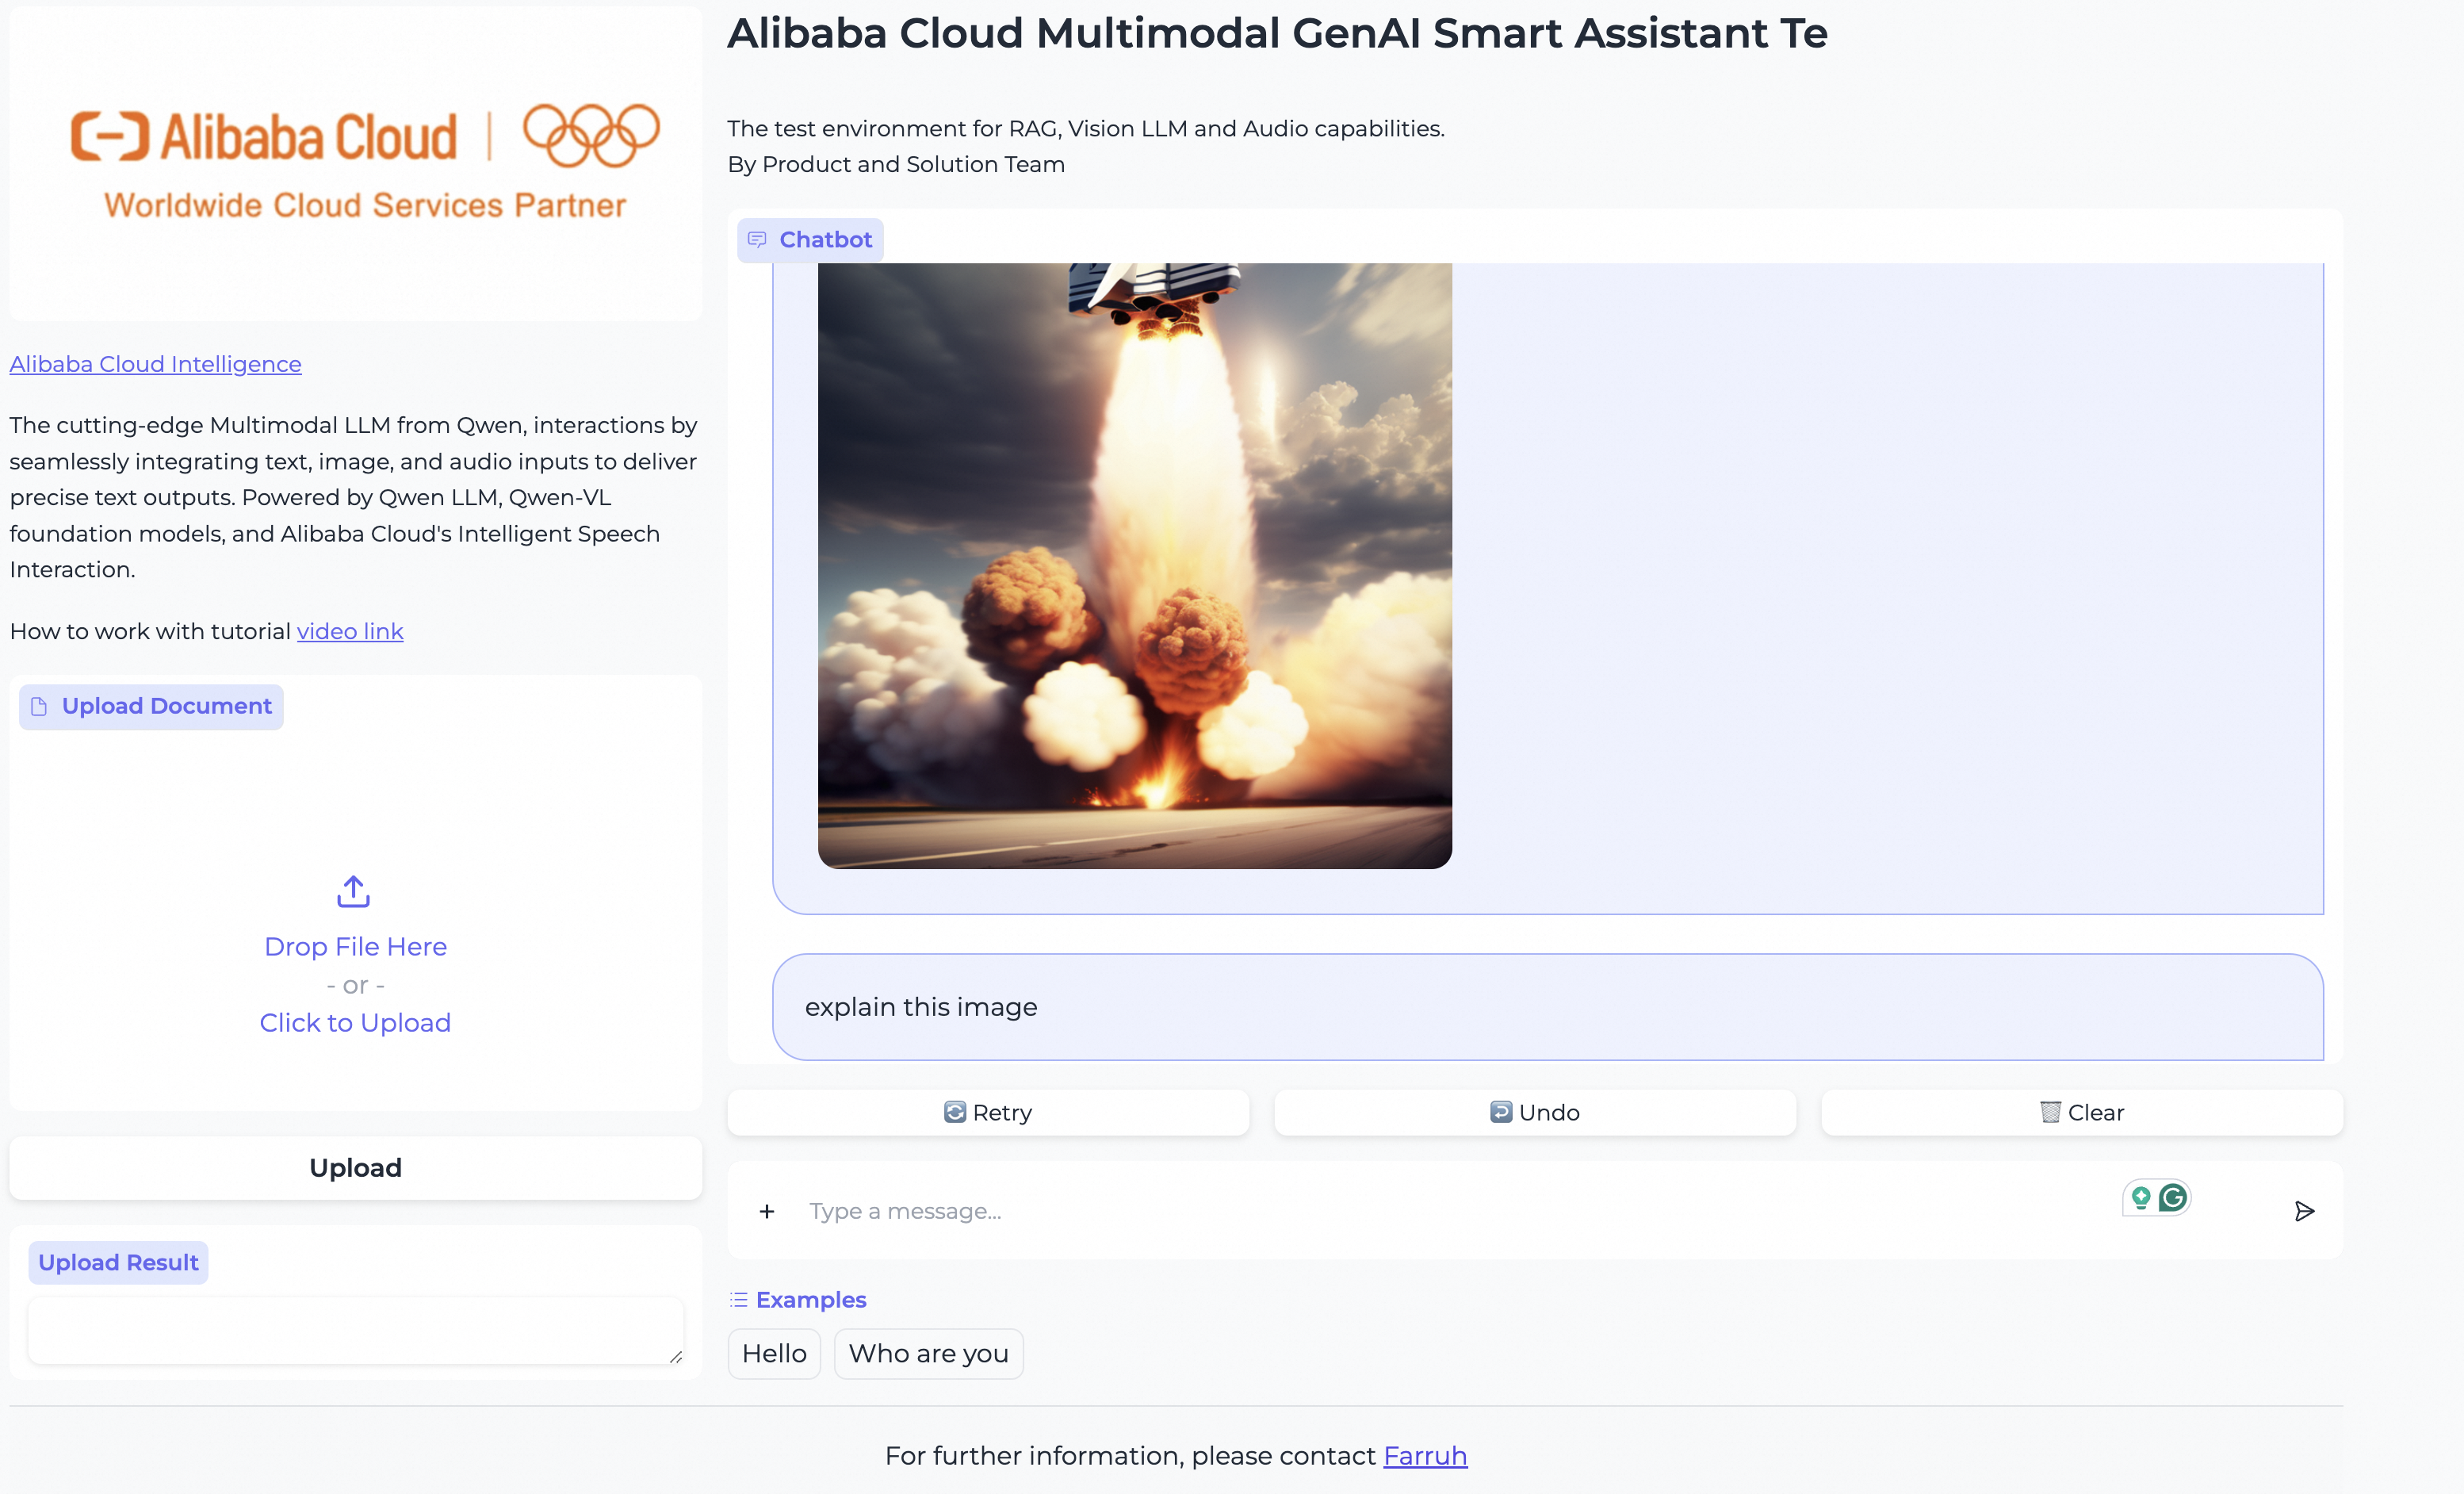 Alibaba Cloud
Worldwide Cloud Services Partner
Alibaba Cloud Intelligence
The cutting-edge Multimodal LLM from Qwen, interactions by
seamlessly integrating text, image, and audio inputs to deliver
precise text outputs. Powered by Qwen LLM, Qwen-VL
foundation models, and Alibaba Cloud's Intelligent Speech
Interaction.
How to work with tutorial video link
Upload Document
Drop File Here
- or -
Click to Upload
Upload
Upload Result
Alibaba Cloud Multimodal GenAI Smart Assistant Te
The test environment for RAG, Vision LLM and Audio capabilities.
By Product and Solution Team
Chatbot
explain this image
Retry
Undo
Clear
Type a message...
Examples
Hello
Who are you
For further information, please contact Farruh